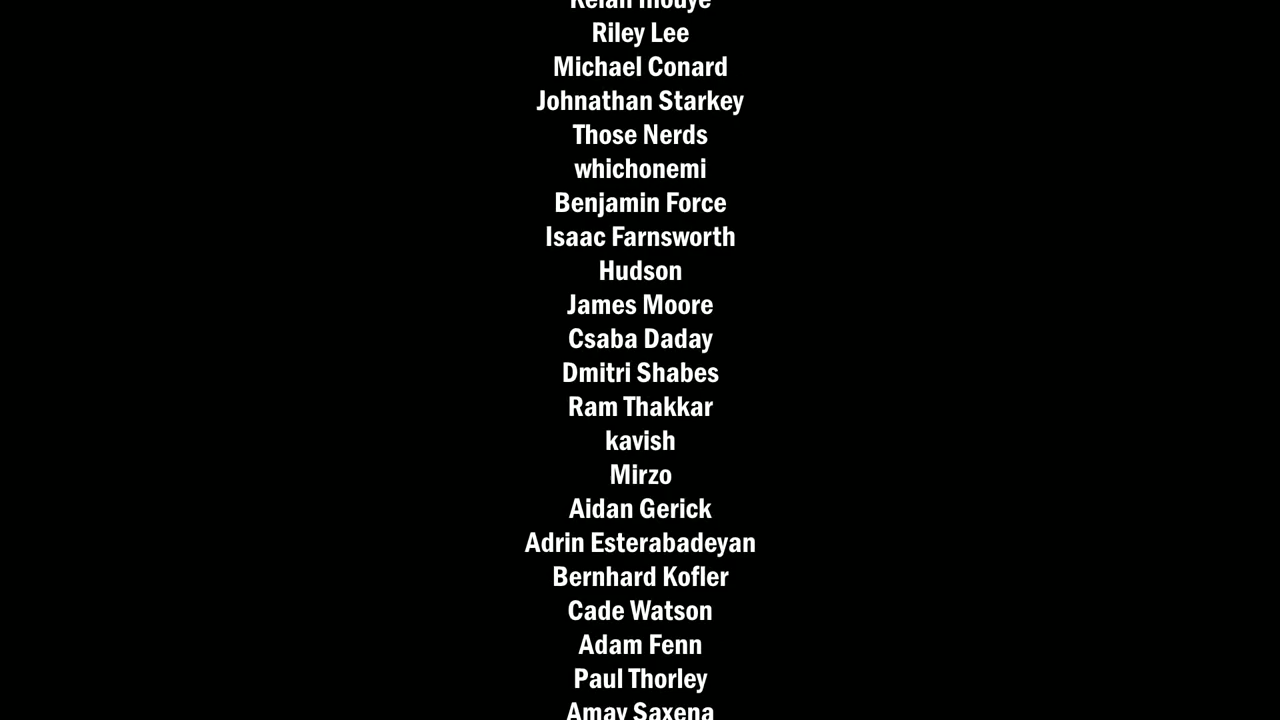 Riley Lee
Michael Conard
Johnathan Starkey
Those Nerds
whichonemi
Benjamin Force
Isaac Farnsworth
Hudson
James Moore
Csaba Daday
Dmitri Shabes
Ram Thakkar
kavish
Mirzo
Aidan Gerick
Adrin Esterabadeyan
Bernhard Kofler
Cade Watson
Adam Fenn
Paul Thorley
Amay Saxena